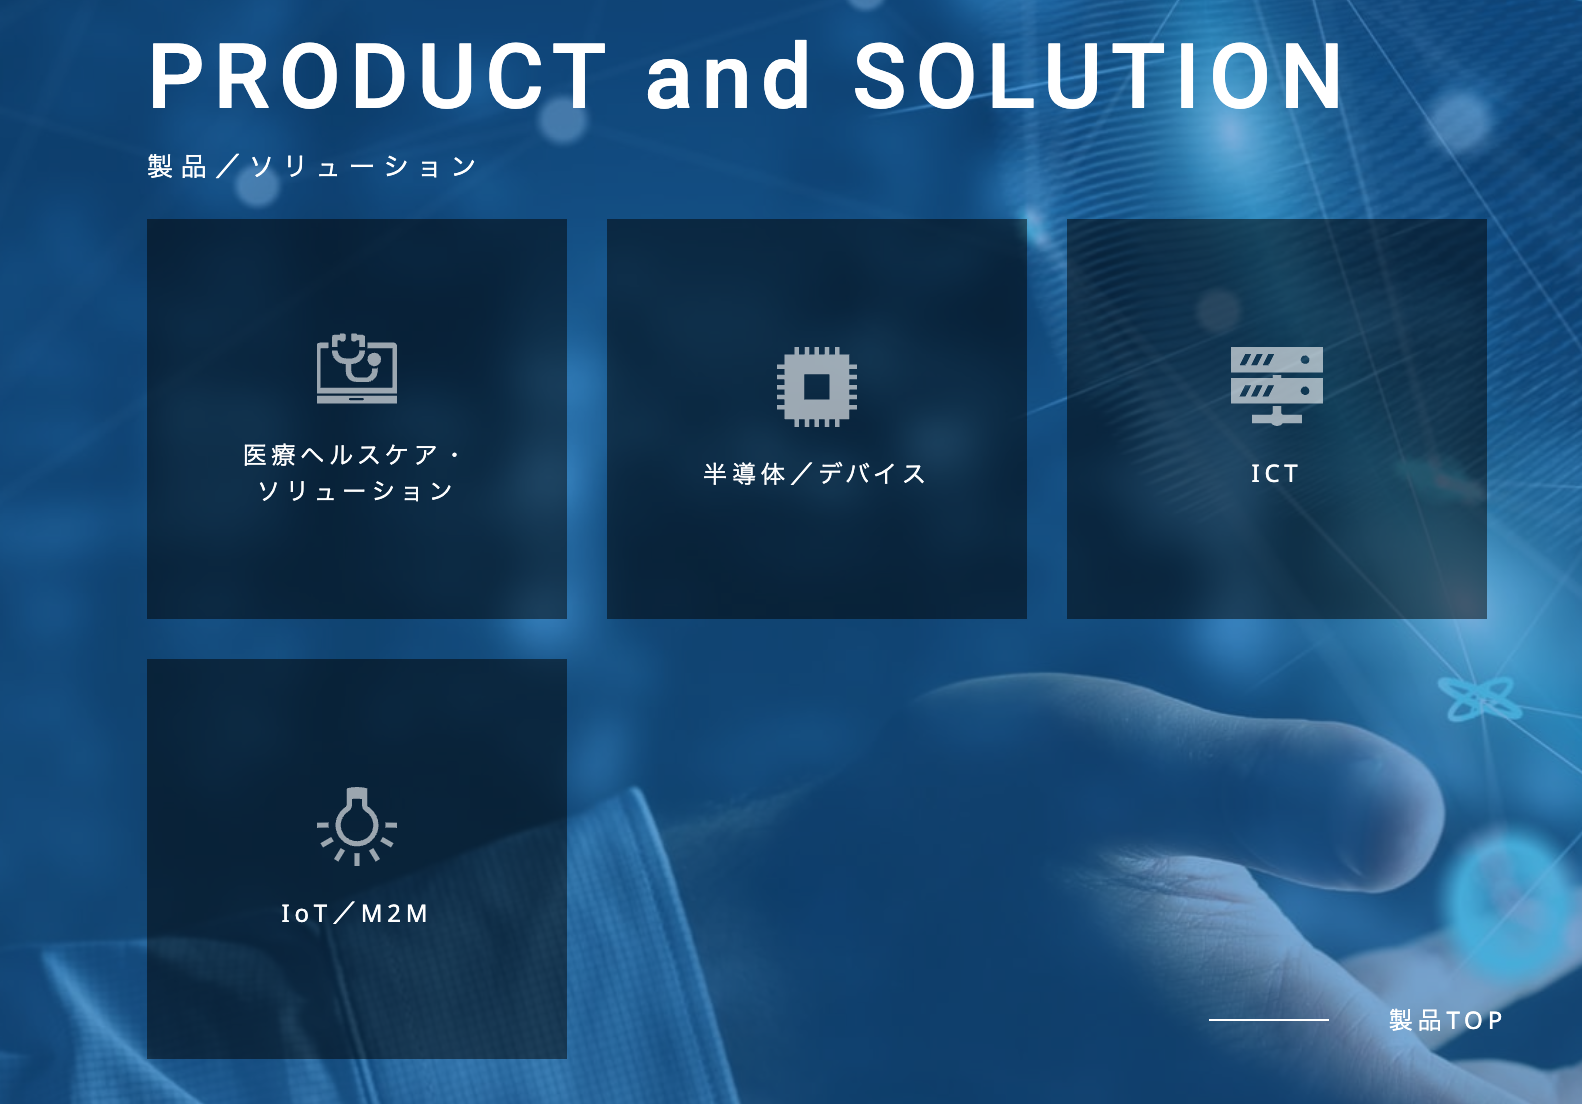 PRODUCT and SOLUTION
製品／ソリューション
医療ヘルスケア・
ソリューション
半導体／デバイス
ICT
IoT／M2M
製品TOP